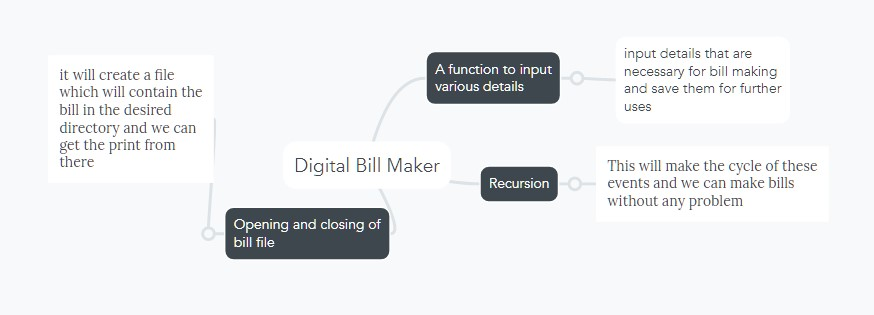 it will create a file
which will contain the
bill in the desired
directory and we can
get the print from
there
A function to input
various details
input details that are
necessary for bill making
and save them for further
uses
Digital Bill Maker
Recursion
This will make the cycle of these
events and we can make bills
without any problem
Opening and closing of
bill file